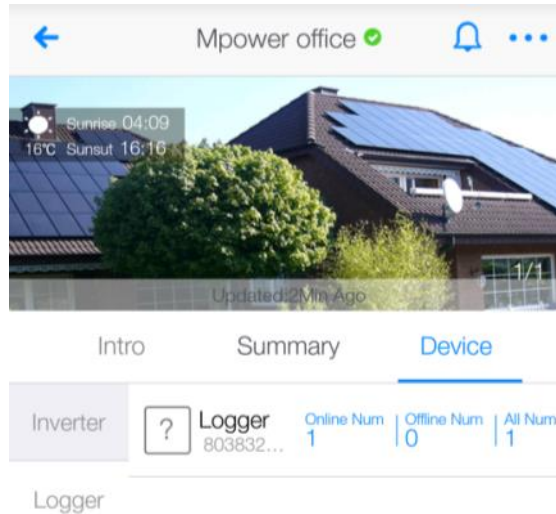 Mpower office
Sunrise 04:09
16°C Sunsut 16:16
1/1
Updated:2Min Ago
Intro Summary Device
Inverter
? Logger Online Num Offline Num All Num
803832... 1 0 1
Logger